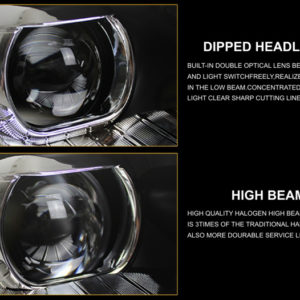 DIPPED HEADL
BUILT-IN DOUBLE OPTICAL LENS BE
AND LIGHT SWITCHFREELY,REALIZE
IN THE LOW BEAM.CONCENTRATED
LIGHT CLEAR SHARP CUTTING LINE
HIGH BEAM
HIGH QUALITY HALOGEN HIGH BEA
IS 3TIMES OF THE TRADITIONAL HA
ALSO MORE DOURABLE SERVICE L